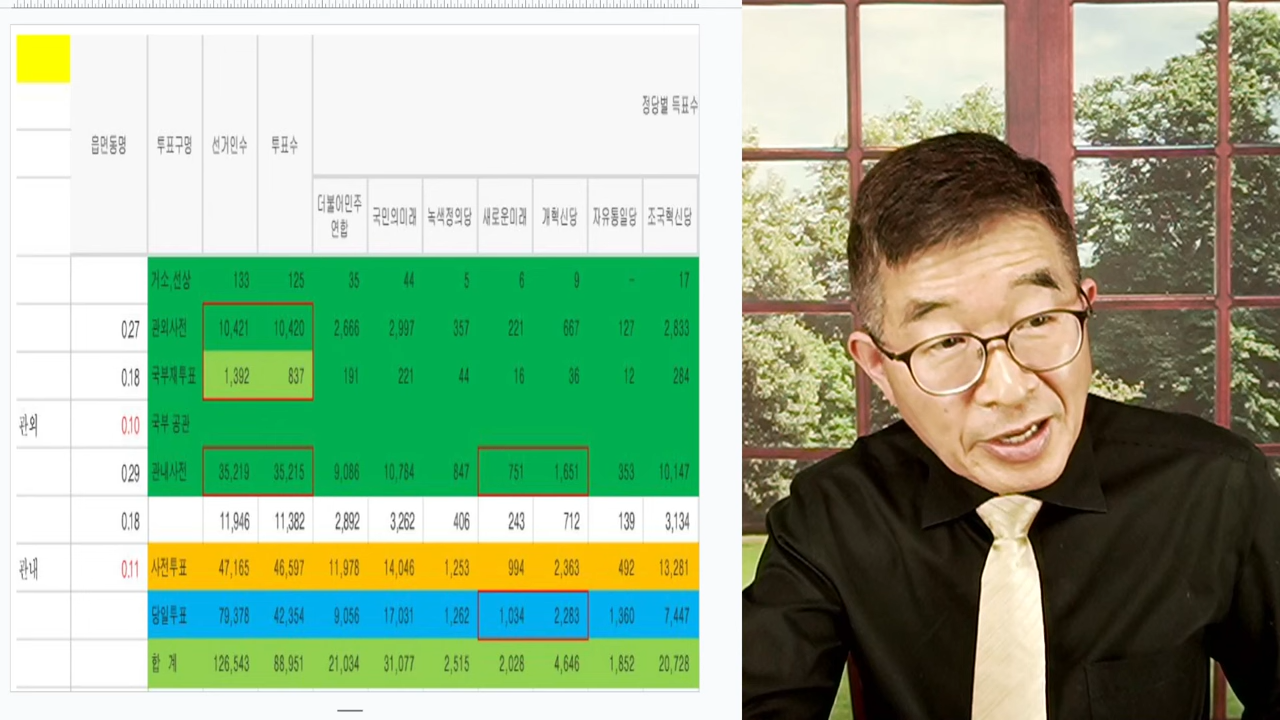 정당별 득표수
읍면동명 투표구명 선거인수 투표수
더불어민주연합 국민의미래 녹색정의당 새로운미래 개혁신당 자유통일당 조국혁신당
거소,선상 133 125 35 44 5 6 9 - 17
0.27 관외사전 10,421 10,420 2,666 2,997 357 221 667 127 2,833
0.18 국부재투표 1,392 837 191 221 44 16 36 12 284
관외 0.10 국부 공관
0.29 관내사전 35,219 35,215 9,086 10,784 847 751 1,651 353 10,147
0.18 11,946 11,382 2,892 3,262 406 243 712 139 3,134
관내 0.11 사전투표 47,165 46,597 11,978 14,046 1,253 994 2,363 492 13,281
당일투표 79,378 42,354 9,056 17,031 1,262 1,034 2,283 1,360 7,447
합 계 126,543 88,951 21,034 31,077 2,515 2,028 4,646 1,852 20,728